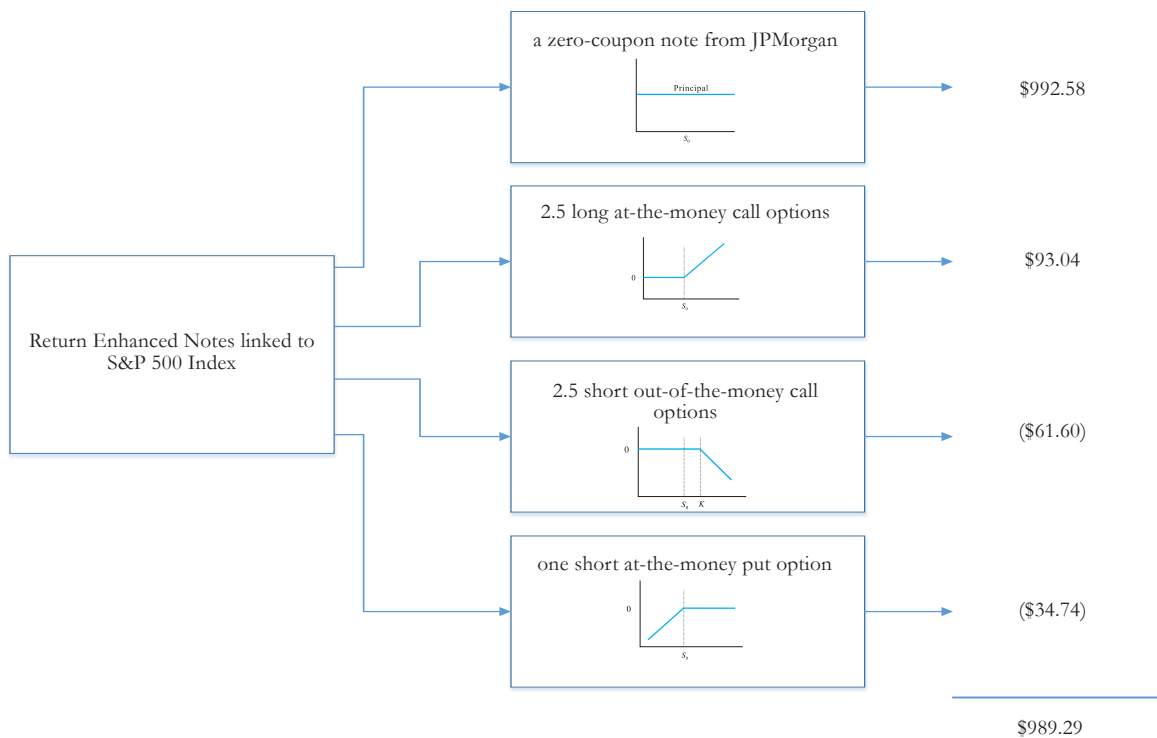 a zero-coupon note from JPMorgan
Principal
S₀
$992.58
2.5 long at-the-money call options
0
S₀
$93.04
Return Enhanced Notes linked to
S&P 500 Index
2.5 short out-of-the-money call
options
0
S₀ K
($61.60)
one short at-the-money put option
0
S₀
($34.74)
$989.29